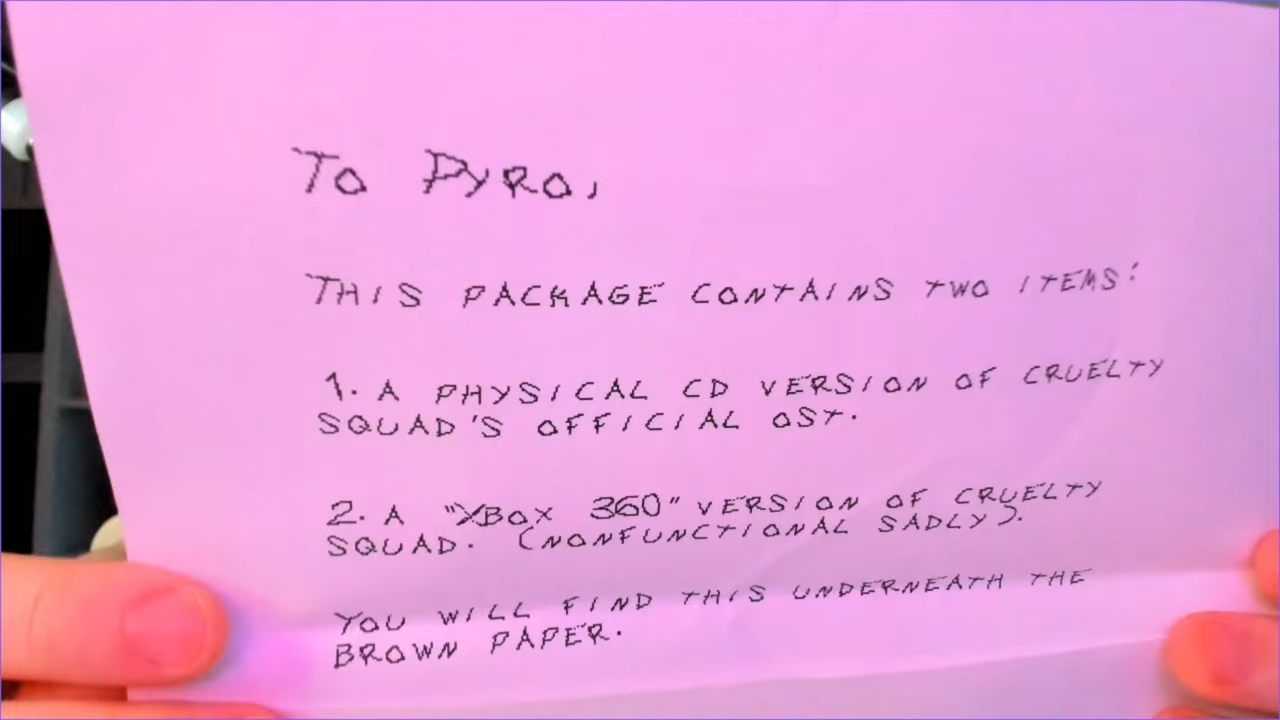 To Pyro,
THIS PACKAGE CONTAINS TWO ITEMS:
1. A PHYSICAL CD VERSION OF CRUELTY
SQUAD'S OFFICIAL OST.
2. A "XBOX 360" VERSION OF CRUELTY
SQUAD. (NONFUNCTIONAL SADLY).
YOU WILL FIND THIS UNDERNEATH THE
BROWN PAPER.